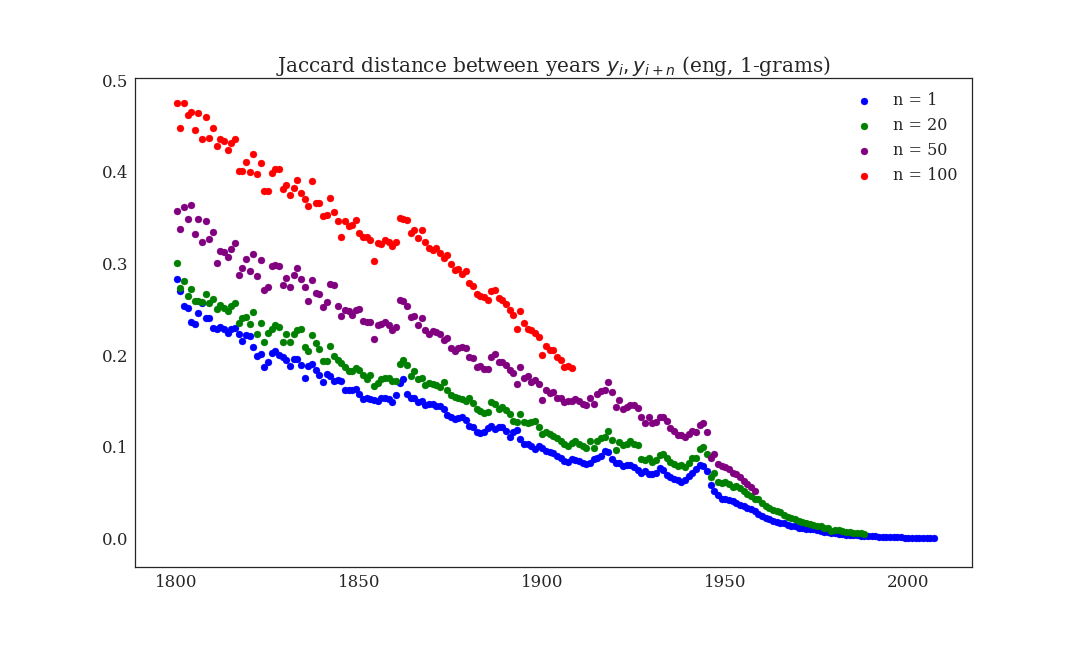 Jaccard distance between years $y_i, y_{i+n}$ (eng, 1-grams)
n = 1
n = 20
n = 50
n = 100
0.5
0.4
0.3
0.2
0.1
0.0
1800 1850 1900 1950 2000